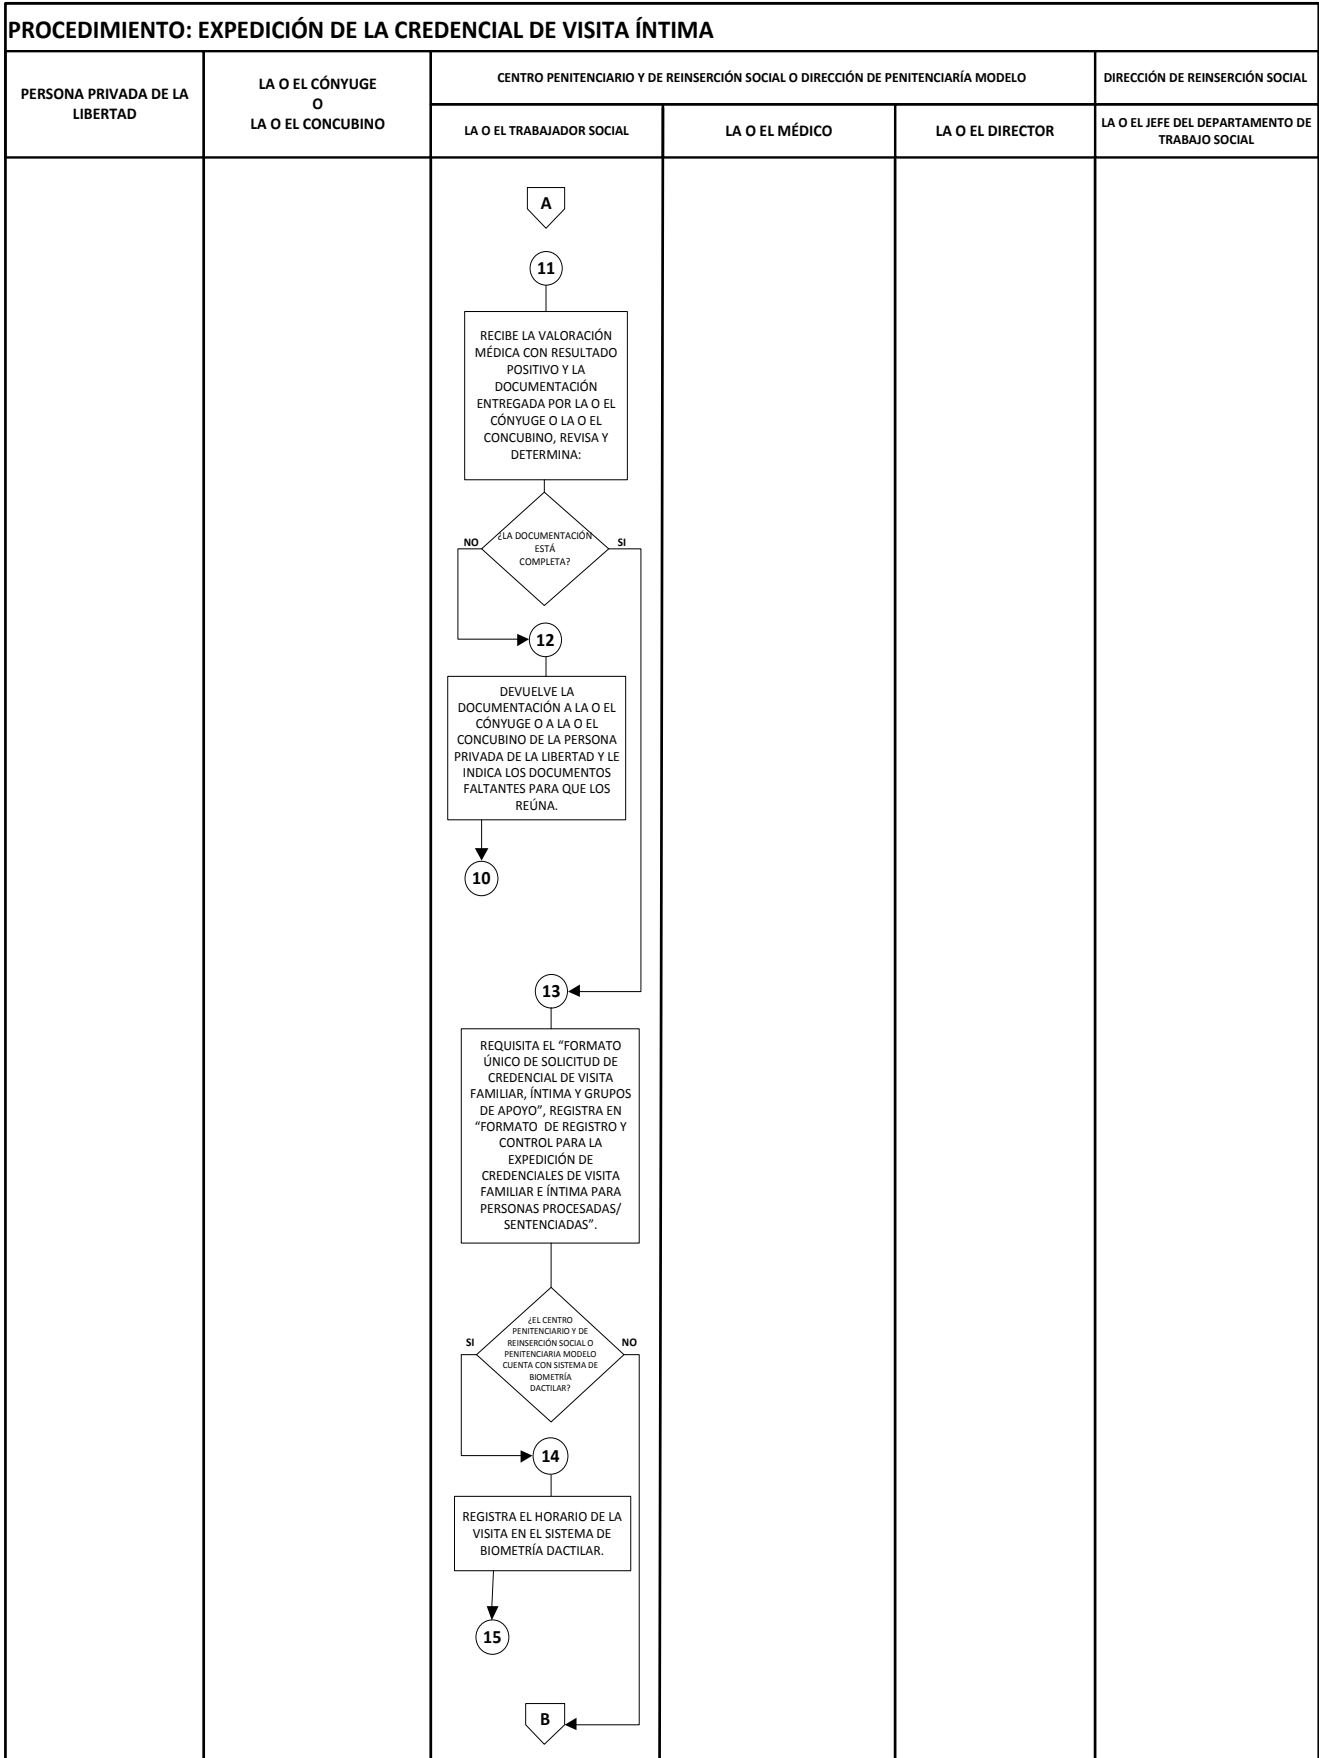 PROCEDIMIENTO: EXPEDICIÓN DE LA CREDENCIAL DE VISITA ÍNTIMA
PERSONA PRIVADA DE LA
LIBERTAD
LA O EL CÓNYUGE
O
LA O EL CONCUBINO
CENTRO PENITENCIARIO Y DE REINSERCIÓN SOCIAL O DIRECCIÓN DE PENITENCIARÍA MODELO
DIRECCIÓN DE REINSERCIÓN SOCIAL
LA O EL TRABAJADOR SOCIAL
LA O EL MÉDICO
LA O EL DIRECTOR
LA O EL JEFE DEL DEPARTAMENTO DE
TRABAJO SOCIAL
A
11
RECIBE LA VALORACIÓN
MÉDICA CON RESULTADO
POSITIVO Y LA
DOCUMENTACIÓN
ENTREGADA POR LA O EL
CÓNYUGE O LA O EL
CONCUBINO, REVISA Y
DETERMINA:
¿LA DOCUMENTACIÓN
ESTÁ
COMPLETA?
NO
SI
12
DEVUELVE LA
DOCUMENTACIÓN A LA O EL
CÓNYUGE O A LA O EL
CONCUBINO DE LA PERSONA
PRIVADA DE LA LIBERTAD Y LE
INDICA LOS DOCUMENTOS
FALTANTES PARA QUE LOS
REÚNA.
10
13
REQUISITA EL “FORMATO
ÚNICO DE SOLICITUD DE
CREDENCIAL DE VISITA
FAMILIAR, ÍNTIMA Y GRUPOS
DE APOYO”, REGISTRA EN
“FORMATO DE REGISTRO Y
CONTROL PARA LA
EXPEDICIÓN DE
CREDENCIALES DE VISITA
FAMILIAR E ÍNTIMA PARA
PERSONAS PROCESADAS/
SENTENCIADAS”.
¿EL CENTRO
PENITENCIARIO Y DE
REINSERCIÓN SOCIAL O
PENITENCIARIA MODELO
CUENTA CON SISTEMA DE
BIOMETRÍA
DACTILAR?
SI
NO
14
REGISTRA EL HORARIO DE LA
VISITA EN EL SISTEMA DE
BIOMETRÍA DACTILAR.
15
B